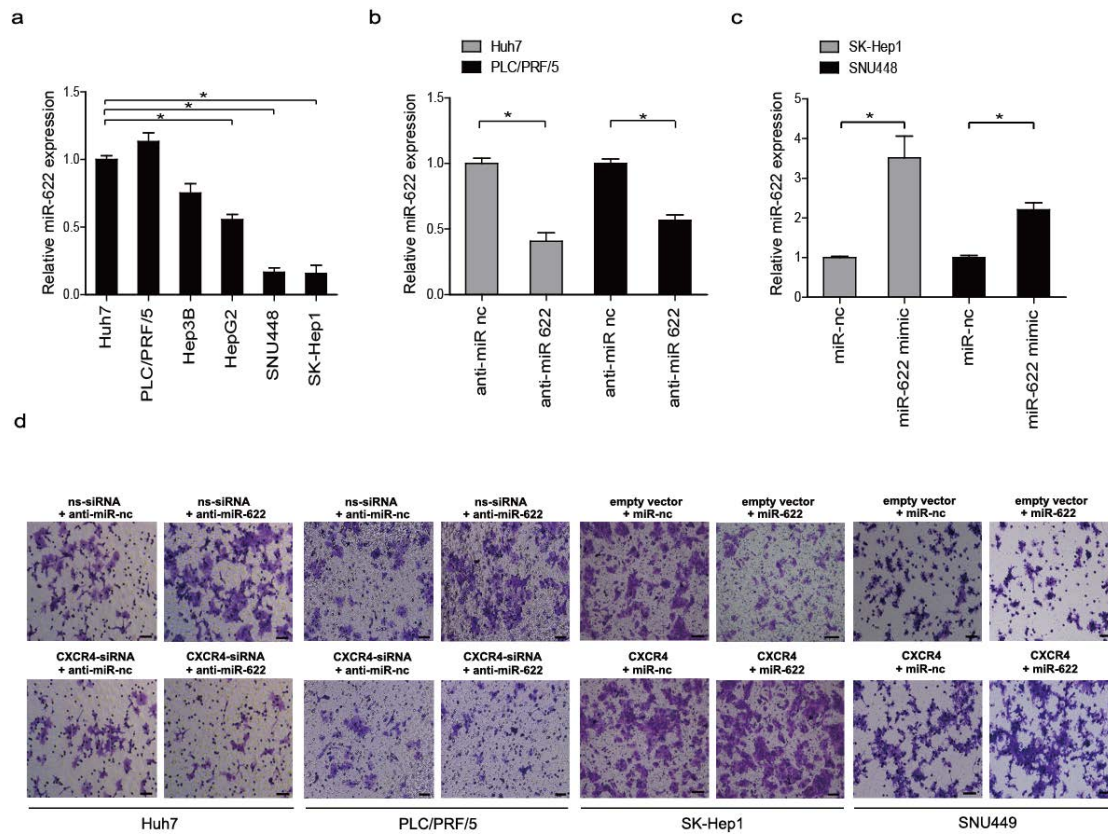 a
Relative miR-622 expression
1.5
1.0
0.5
0.0
*
*
*
Huh7
PLC/PRF/5
Hep3B
HepG2
SNU448
SK-Hep1
b
Huh7
PLC/PRF/5
Relative miR-622 expression
1.5
1.0
0.5
0.0
*
*
anti-miR nc
anti-miR 622
anti-miR nc
anti-miR 622
c
SK-Hep1
SNU448
Relative miR-622 expression
5
4
3
2
1
0
*
*
miR-nc
miR-622 mimic
miR-nc
miR-622 mimic
d
ns-siRNA
+ anti-miR-nc
ns-siRNA
+ anti-miR-622
ns-siRNA
+ anti-miR-nc
ns-siRNA
+ anti-miR-622
empty vector
+ miR-nc
empty vector
+ miR-622
empty vector
+ miR-nc
empty vector
+ miR-622
CXCR4-siRNA
+ anti-miR-nc
CXCR4-siRNA
+ anti-miR-622
CXCR4-siRNA
+ anti-miR-nc
CXCR4-siRNA
+ anti-miR-622
CXCR4
+ miR-nc
CXCR4
+ miR-622
CXCR4
+ miR-nc
CXCR4
+ miR-622
Huh7
PLC/PRF/5
SK-Hep1
SNU449